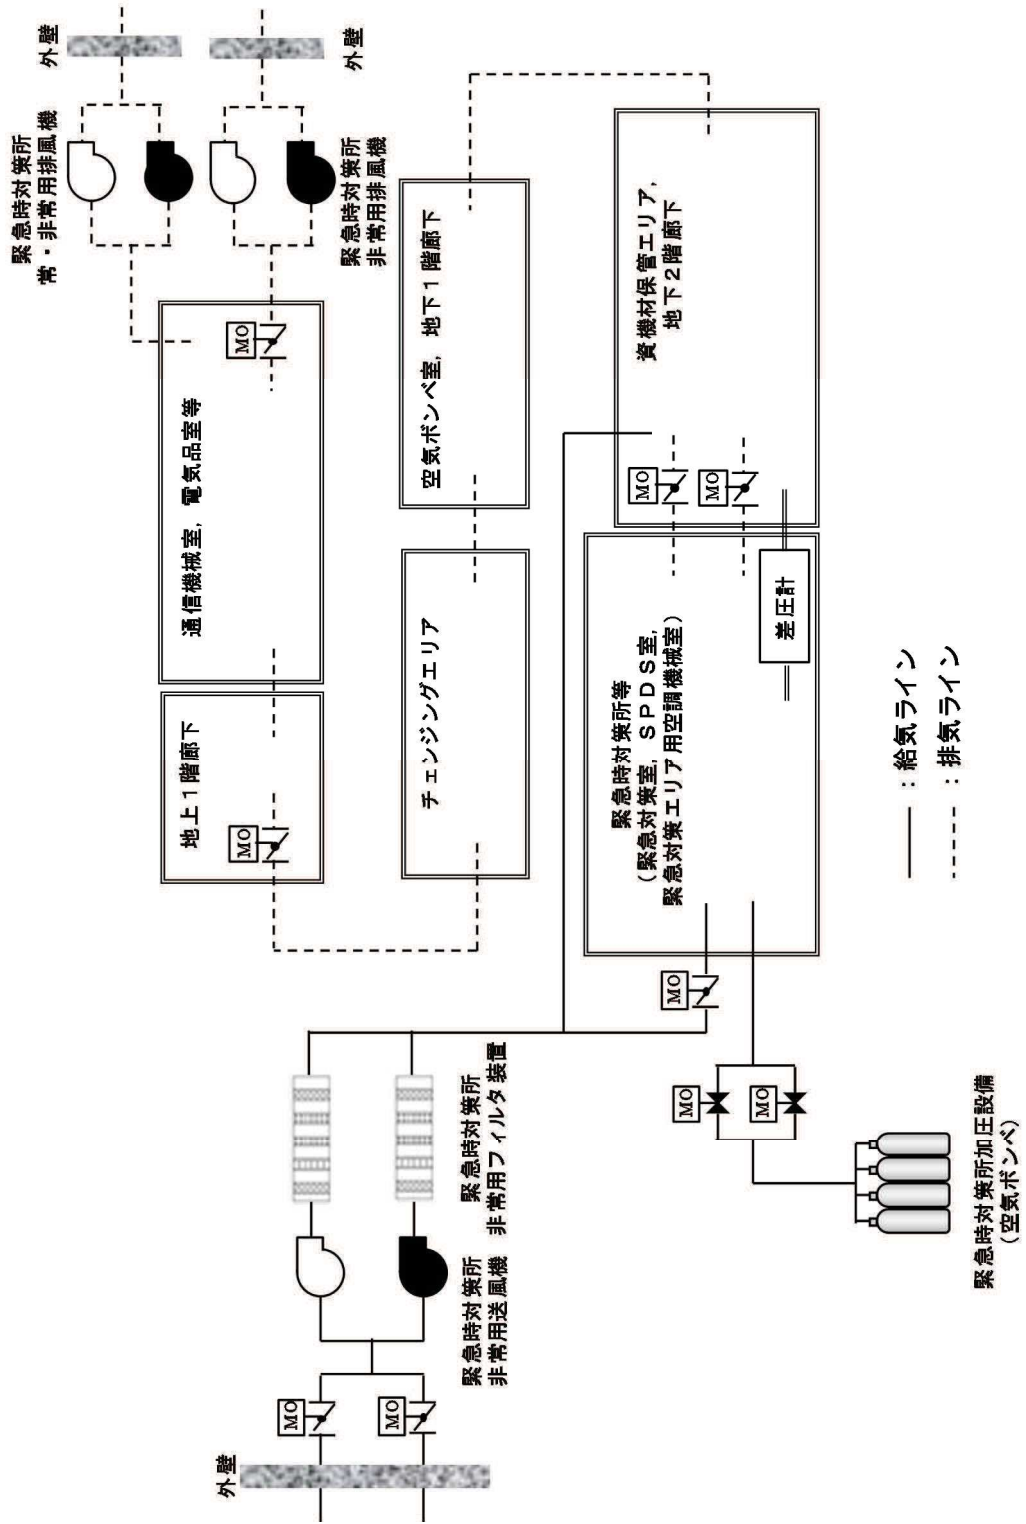 外壁
外壁
緊急時対策所
常・非常用排風機
緊急時対策所
非常用排風機
通信機械室，電気品室等
MO
地上１階廊下
MO
空気ボンベ室，地下１階廊下
チェンジングエリア
資機材保管エリア，
地下２階廊下
MO
MO
緊急時対策所等
（緊急対策室，ＳＰＤＳ室，
緊急対策エリア用空調機械室）
差圧計
MO
緊急時対策所
非常用フィルタ装置
緊急時対策所
非常用送風機
MO
MO
外壁
MO
MO
緊急時対策所加圧設備
（空気ボンベ）
：給気ライン
：排気ライン